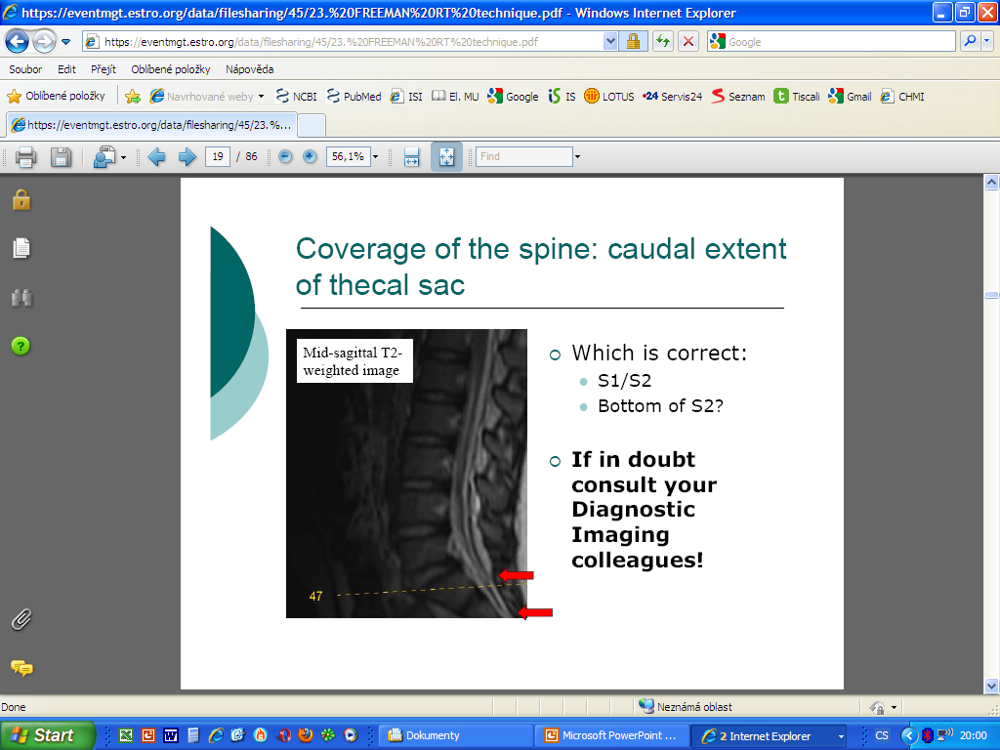 https://eventmgt.estro.org/data/filesharing/45/23.%20FREEMAN%20RT%20technique.pdf - Windows Internet Explorer
https://eventmgt.estro.org/data/filesharing/45/23.%20FREEMAN%20RT%20technique.pdf
Google
Soubor Edit Přejít Oblíbené položky Nápověda
Oblíbené položky Navrhované weby NCBI PubMed ISI El. MU Google IS LOTUS Servis24 Seznam Tiscali Gmail CHMI
https://eventmgt.estro.org/data/filesharing/45/23.%...
19 / 86 56,1% Find
Coverage of the spine: caudal extent
of thecal sac
Mid-sagittal T2-
weighted image
47
Which is correct:
S1/S2
Bottom of S2?
If in doubt
consult your
Diagnostic
Imaging
colleagues!
Done Neznámá oblast
Start Dokumenty Microsoft PowerPoint ... 2 Internet Explorer CS 20:00